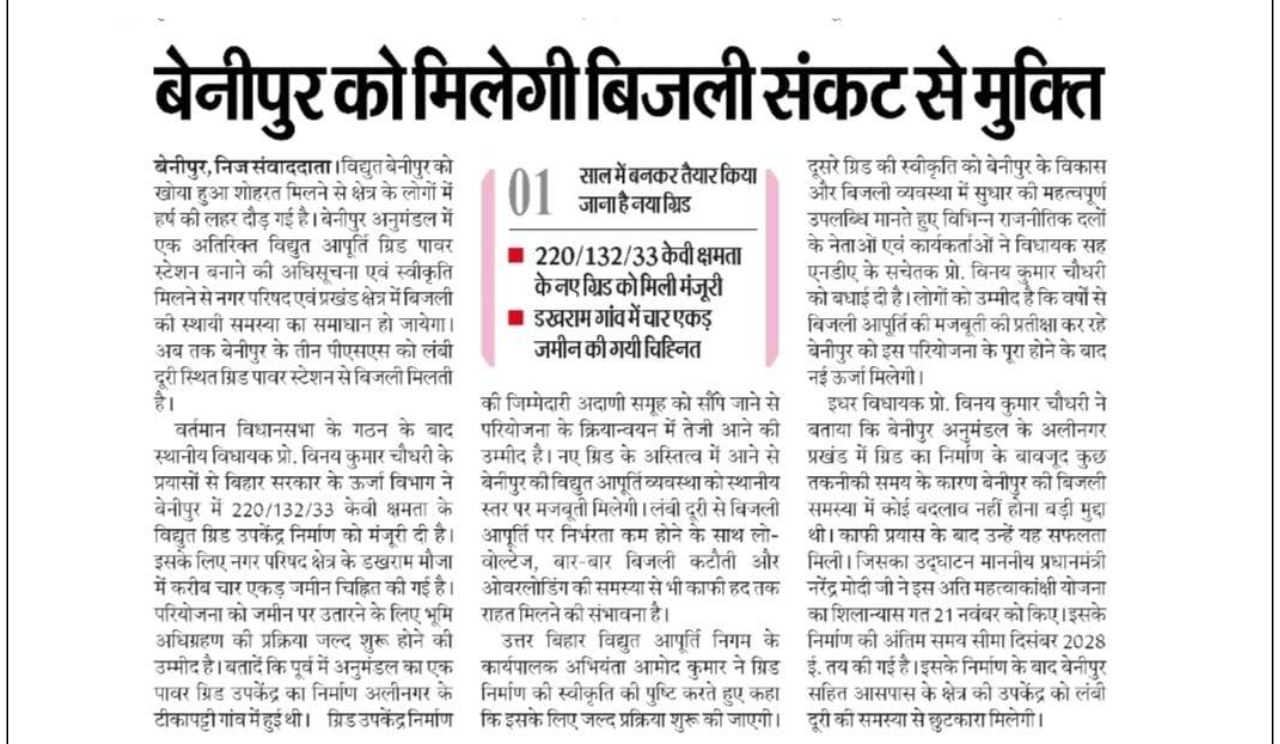 बेनीपुर को मिलेगी बिजली संकट से मुक्ति
बेनीपुर, निज संवाददाता। विद्युत बेनीपुर को
खोया हुआ शोहरत मिलने से क्षेत्र के लोगों में
हर्ष की लहर दौड़ गई है। बेनीपुर अनुमंडल में
एक अतिरिक्त विद्युत आपूर्ति ग्रिड पावर
स्टेशन बनाने की अधिसूचना एवं स्वीकृति
मिलने से नगर परिषद एवं प्रखंड क्षेत्र में बिजली
की स्थायी समस्या का समाधान हो जायेगा।
अब तक बेनीपुर के तीन पीएसएस को लंबी
दूरी स्थित ग्रिड पावर स्टेशन से बिजली मिलती
है।
वर्तमान विधानसभा के गठन के बाद
स्थानीय विधायक प्रो. विनय कुमार चौधरी के
प्रयासों से बिहार सरकार के ऊर्जा विभाग ने
बेनीपुर में 220/132/33 केवी क्षमता के
विद्युत ग्रिड उपकेंद्र निर्माण को मंजूरी दी है।
इसके लिए नगर परिषद क्षेत्र के डखराम मौजा
में करीब चार एकड़ जमीन चिह्नित की गई है।
परियोजना को जमीन पर उतारने के लिए भूमि
अधिग्रहण की प्रक्रिया जल्द शुरू होने की
उम्मीद है। बतादें कि पूर्व में अनुमंडल का एक
पावर ग्रिड उपकेंद्र का निर्माण अलीनगर के
टीकापट्टी गांव में हुई थी। ग्रिड उपकेंद्र निर्माण
01 साल में बनकर तैयार किया
जाना है नया ग्रिड
220/132/33 केवी क्षमता
के नए ग्रिड को मिली मंजूरी
डखराम गांव में चार एकड़
जमीन की गयी चिह्नित
की जिम्मेदारी अदाणी समूह को सौंपे जाने से
परियोजना के क्रियान्वयन में तेजी आने की
उम्मीद है। नए ग्रिड के अस्तित्व में आने से
बेनीपुर की विद्युत आपूर्ति व्यवस्था को स्थानीय
स्तर पर मजबूती मिलेगी। लंबी दूरी से बिजली
आपूर्ति पर निर्भरता कम होने के साथ लो-
वोल्टेज, बार-बार बिजली कटौती और
ओवरलोडिंग की समस्या से भी काफी हद तक
राहत मिलने की संभावना है।
उत्तर बिहार विद्युत आपूर्ति निगम के
कार्यपालक अभियंता आमोद कुमार ने ग्रिड
निर्माण की स्वीकृति की पुष्टि करते हुए कहा
कि इसके लिए जल्द प्रक्रिया शुरू की जाएगी।
दूसरे ग्रिड की स्वीकृति को बेनीपुर के विकास
और बिजली व्यवस्था में सुधार की महत्वपूर्ण
उपलब्धि मानते हुए विभिन्न राजनीतिक दलों
के नेताओं एवं कार्यकर्ताओं ने विधायक सह
एनडीए के सचेतक प्रो. विनय कुमार चौधरी
को बधाई दी है। लोगों को उम्मीद है कि वर्षों से
बिजली आपूर्ति की मजबूती की प्रतीक्षा कर रहे
बेनीपुर को इस परियोजना के पूरा होने के बाद
नई ऊर्जा मिलेगी।
इधर विधायक प्रो. विनय कुमार चौधरी ने
बताया कि बेनीपुर अनुमंडल के अलीनगर
प्रखंड में ग्रिड का निर्माण के बावजूद कुछ
तकनीकी समय के कारण बेनीपुर की बिजली
समस्या में कोई बदलाव नहीं होना बड़ी मुद्दा
थी। काफी प्रयास के बाद उन्हें यह सफलता
मिली। जिसका उद्घाटन माननीय प्रधानमंत्री
नरेंद्र मोदी जी ने इस अति महत्वाकांक्षी योजना
का शिलान्यास गत 21 नवंबर को किए। इसके
निर्माण की अंतिम समय सीमा दिसंबर 2028
ई. तय की गई है। इसके निर्माण के बाद बेनीपुर
सहित आसपास के क्षेत्र की उपकेंद्र को लंबी
दूरी की समस्या से छुटकारा मिलेगी।